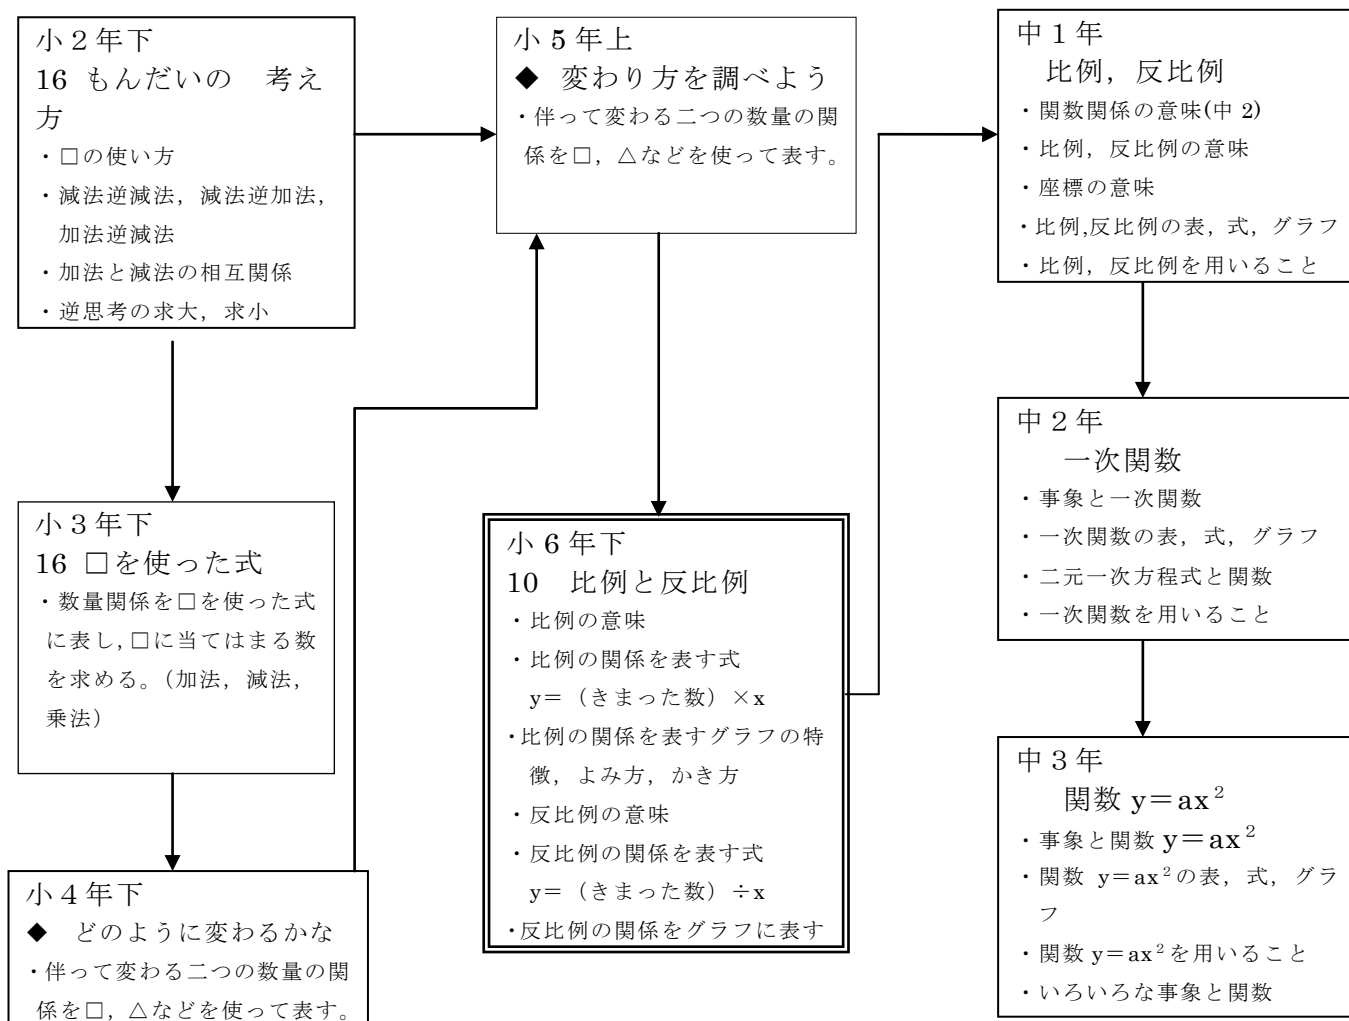 小２年下
16 もんだいの　考え
方
・□の使い方
・減法逆減法，減法逆加法，
加法逆減法
・加法と減法の相互関係
・逆思考の求大，求小
小３年下
16 □を使った式
・数量関係を□を使った式
に表し,□に当てはまる数
を求める。（加法，減法，
乗法）
小４年下
◆　どのように変わるかな
・伴って変わる二つの数量の関
係を□，△などを使って表す。
小５年上
◆ 変わり方を調べよう
・伴って変わる二つの数量の関
係を□，△などを使って表す。
小６年下
10　比例と反比例
・比例の意味
・比例の関係を表す式
y＝（きまった数）×x
・比例の関係を表すグラフの特
徴，よみ方，かき方
・反比例の意味
・反比例の関係を表す式
y＝（きまった数）÷x
・反比例の関係をグラフに表す
中１年
比例，反比例
・関数関係の意味(中 2)
・比例，反比例の意味
・座標の意味
・比例,反比例の表，式，グラフ
・比例，反比例を用いること
中２年
一次関数
・事象と一次関数
・一次関数の表，式，グラフ
・二元一次方程式と関数
・一次関数を用いること
中３年
関数 y＝ax²
・事象と関数 y＝ax²
・関数 y＝ax²の表，式，グラ
フ
・関数 y＝ax²を用いること
・いろいろな事象と関数